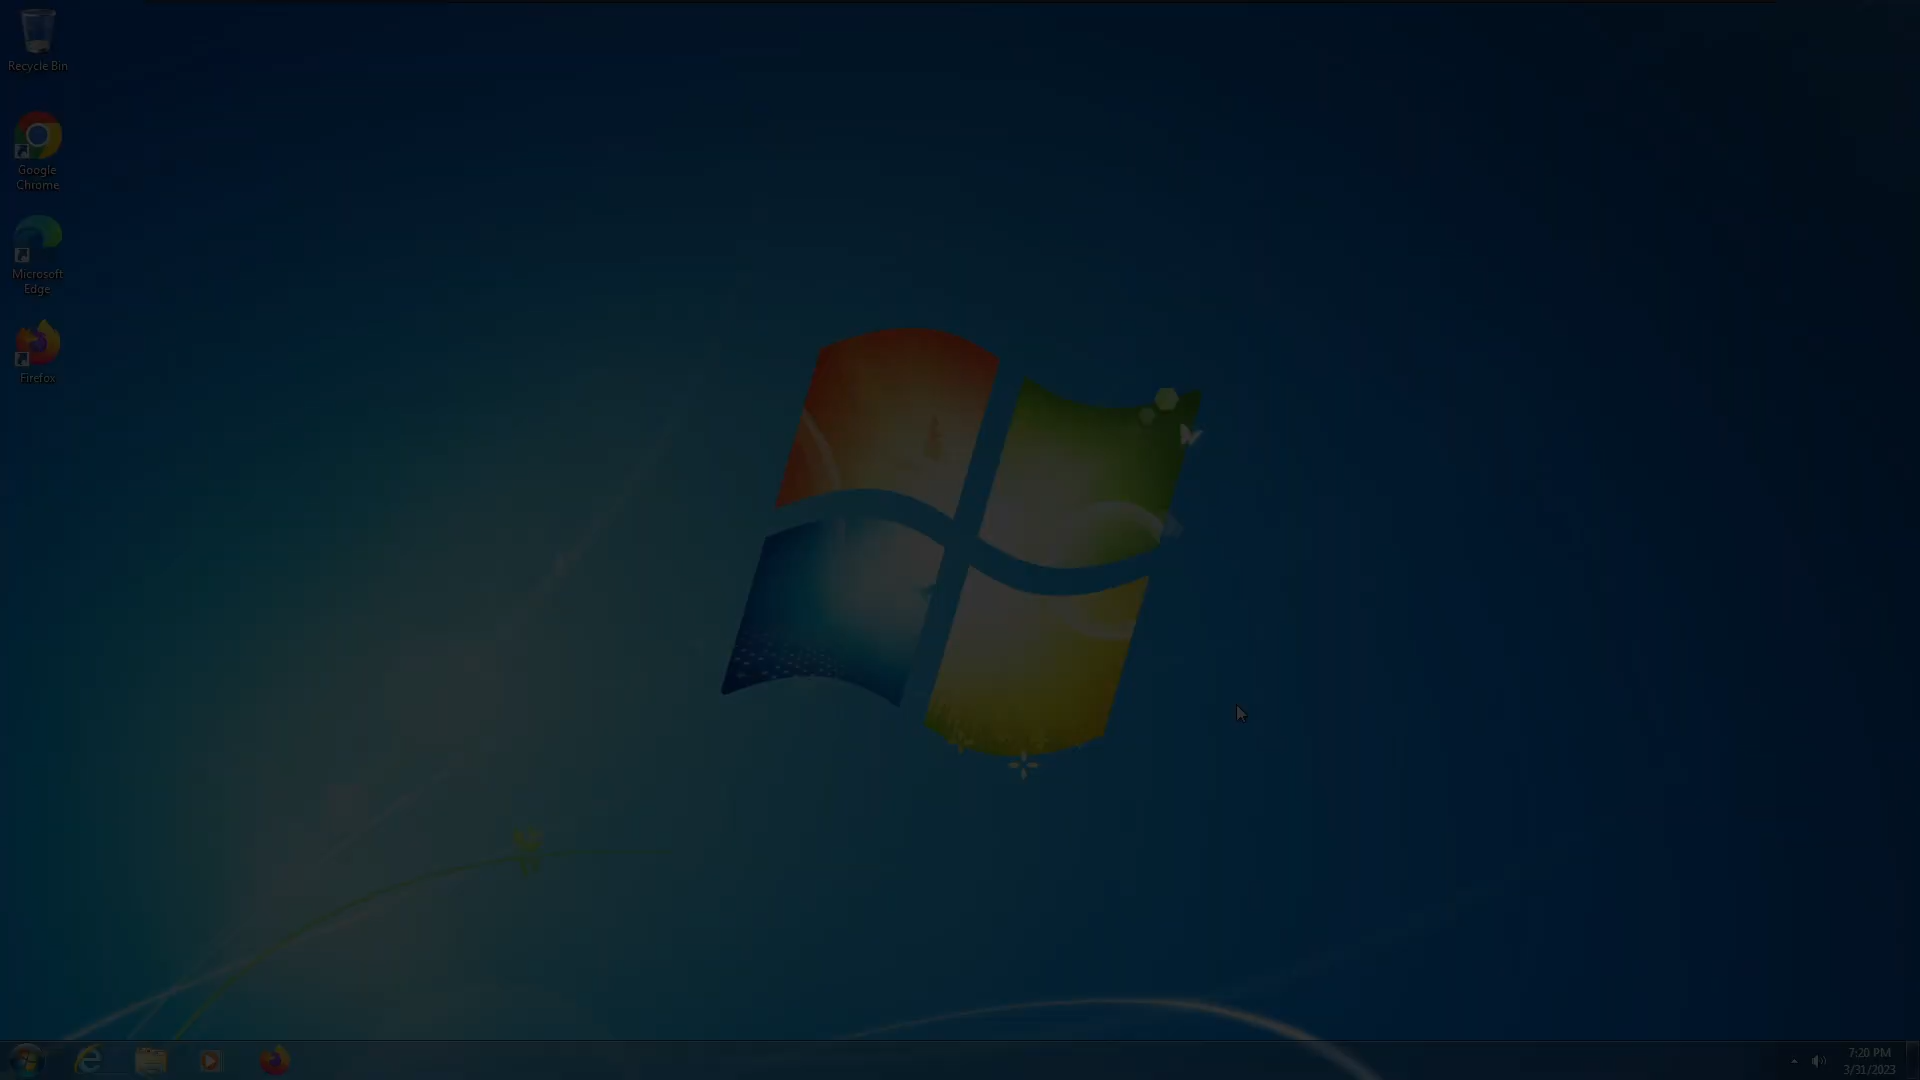 Recycle Bin
Google
Chrome
Microsoft
Edge
Firefox
7:20 PM
3/31/2023